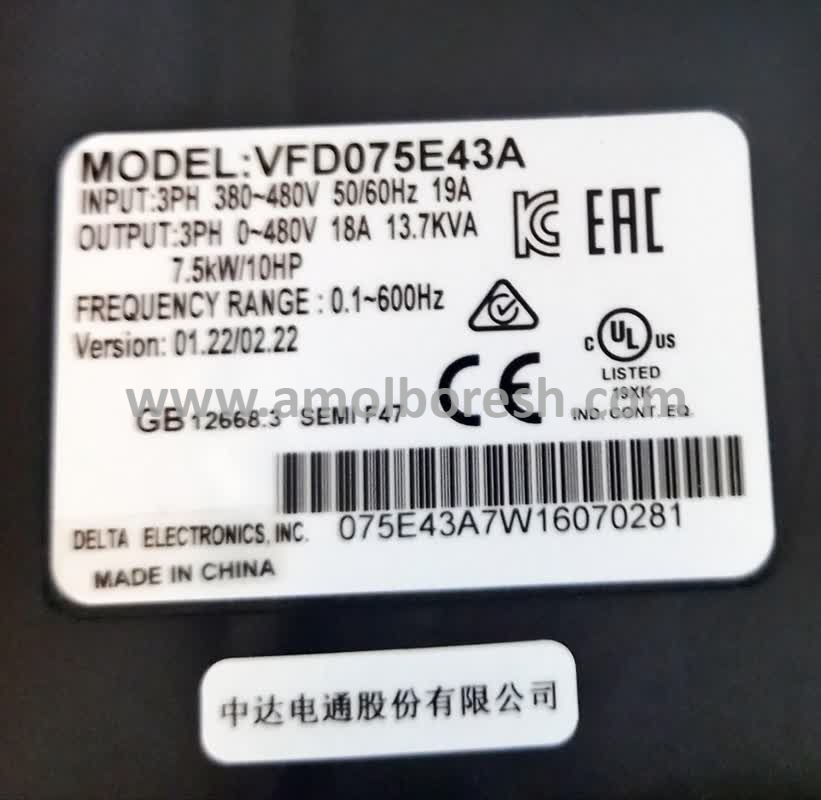 MODEL:VFD075E43A
INPUT:3PH 380~480V 50/60Hz 19A
OUTPUT:3PH 0~480V 18A 13.7KVA
7.5kW/10HP
EAC
FREQUENCY RANGE : 0.1~600Hz
Version: 01.22/02.22
c UL US
LISTED
19XK
IND. CONT. EQ.
CE
www.amolboresh.com
GB 12668.3 SEMI F47
075E43A7W16070281
DELTA ELECTRONICS, INC.
MADE IN CHINA
中达电通股份有限公司